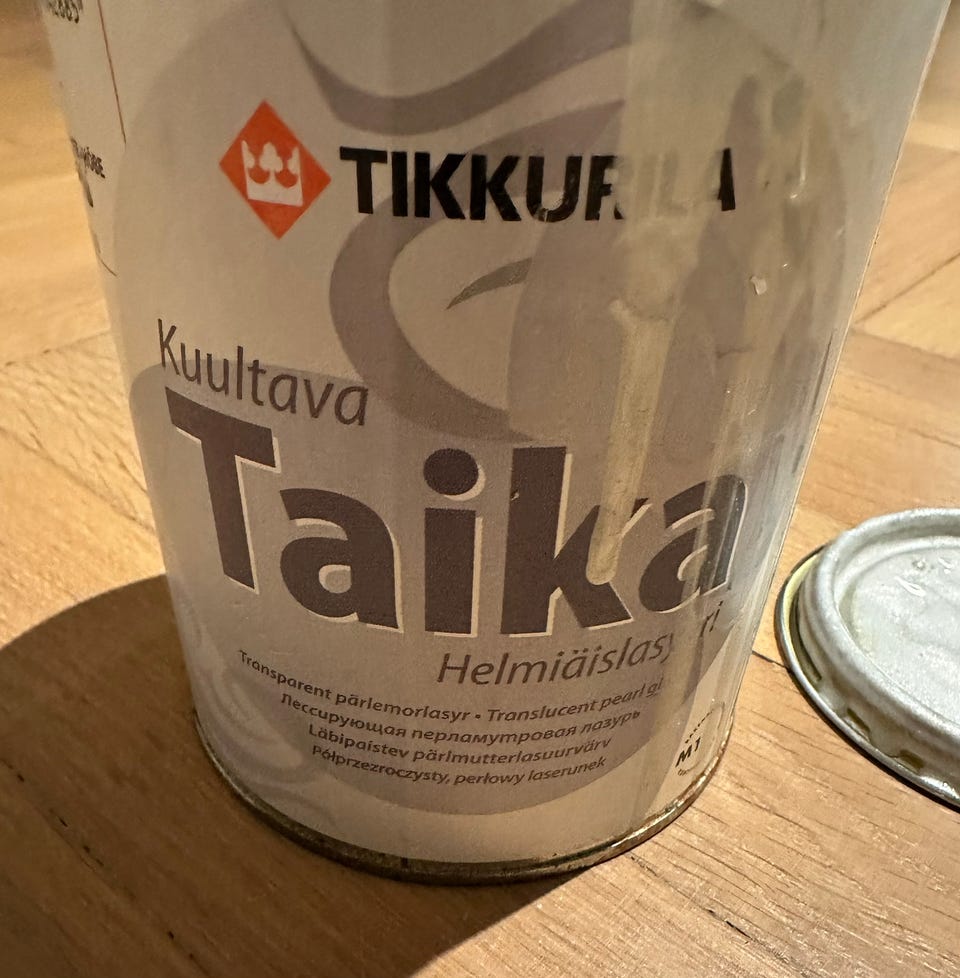 TIKKURILA
Kuultava
Taika
Helmiäislasyyri
Transparent pärlemorlasyr • Translucent pearl
Лессирующая перламутровая лазурь
Läbipaistev pärlmutterlasuurvärv
Półprzezroczysty, perłowy laserunek
M1